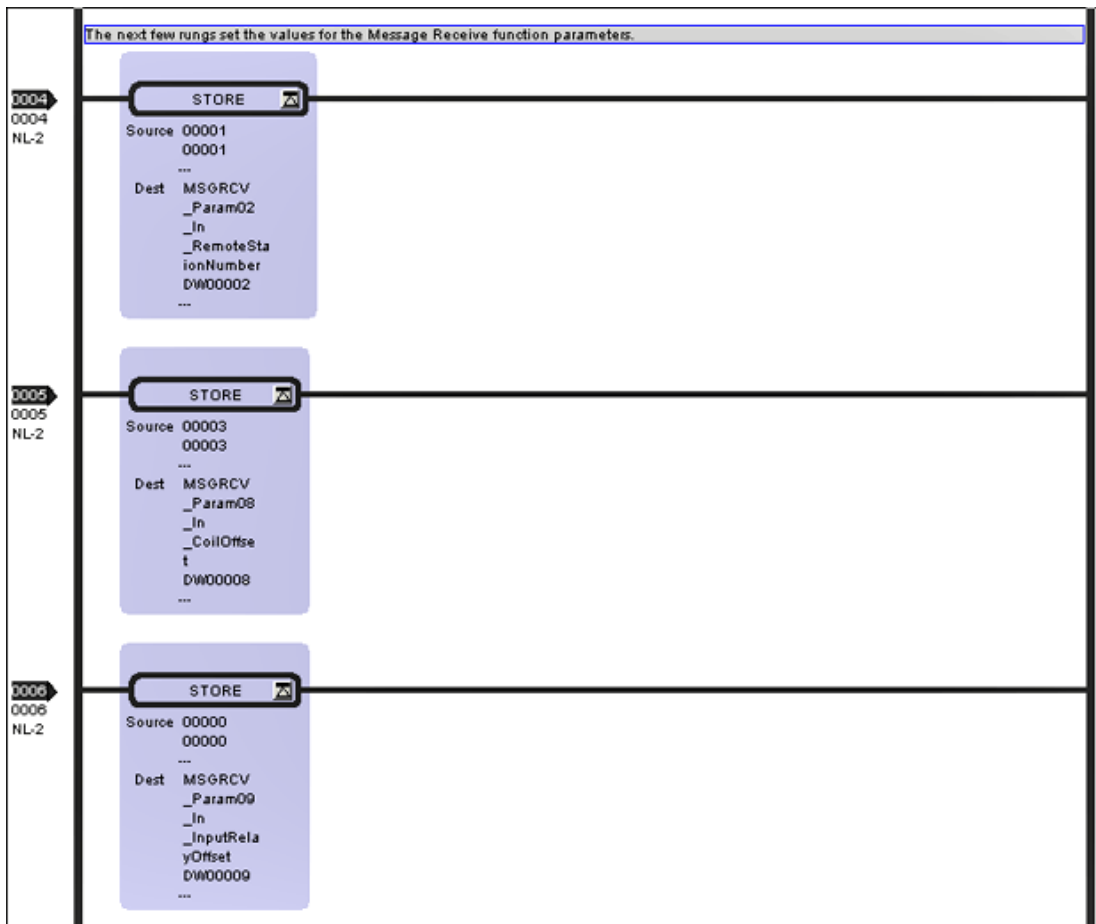 The next few rungs set the values for the Message Receive function parameters.
0004
0004
NL-2
STORE
Source 00001
00001
...
Dest MSGRCV
_Param02
_In
_RemoteSta
ionNumber
DW00002
...
0005
0005
NL-2
STORE
Source 00003
00003
...
Dest MSGRCV
_Param08
_In
_CoilOffse
t
DW00008
...
0006
0006
NL-2
STORE
Source 00000
00000
...
Dest MSGRCV
_Param09
_In
_InputRela
yOffset
DW00009
...